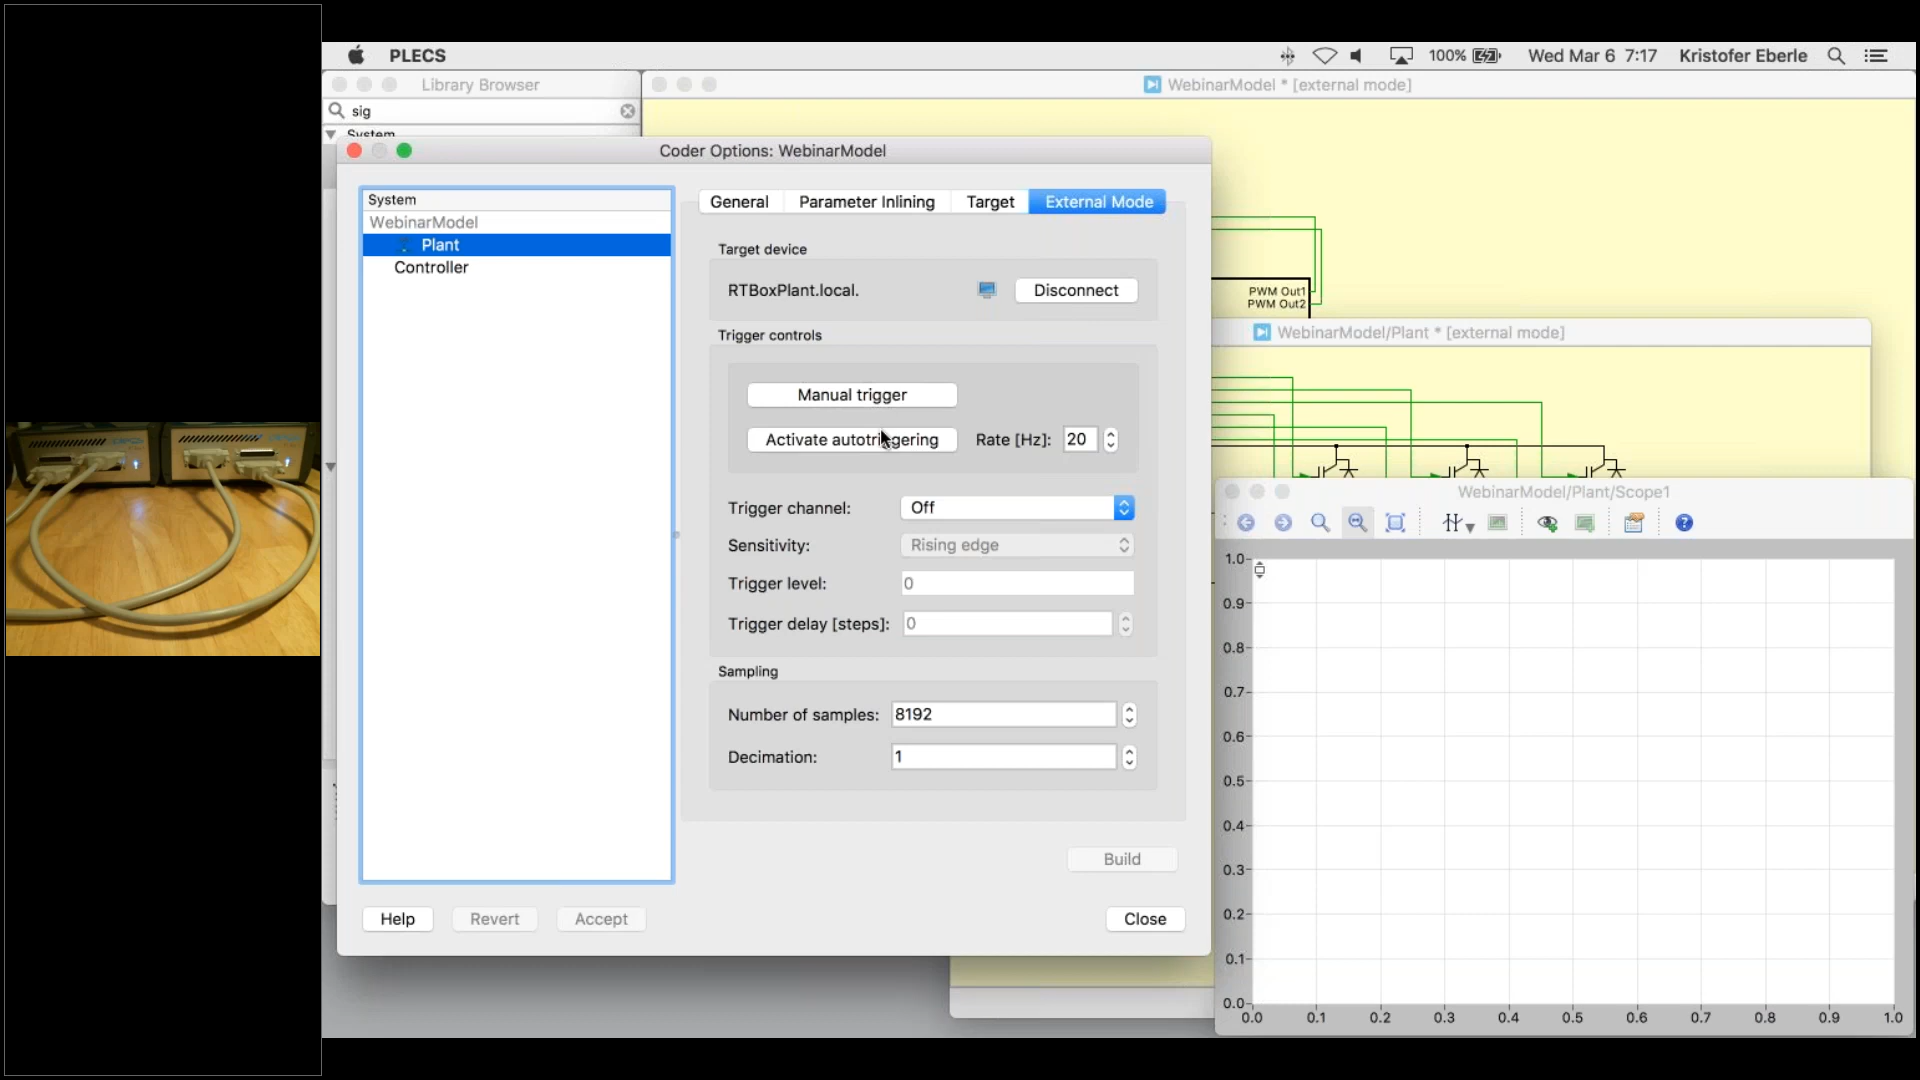 PLECS
100%
Wed Mar 6 7:17
Kristofer Eberle
Library Browser
WebinarModel * [external mode]
sig
System
Coder Options: WebinarModel
System
WebinarModel
Plant
Controller
General
Parameter Inlining
Target
External Mode
Target device
RTBoxPlant.local.
Disconnect
Trigger controls
Manual trigger
Activate autotriggering
Rate [Hz]:
20
Trigger channel:
Off
Sensitivity:
Rising edge
Trigger level:
0
Trigger delay [steps]:
0
Sampling
Number of samples:
8192
Decimation:
1
Build
Help
Revert
Accept
Close
PWM Out1
PWM Out2
WebinarModel/Plant * [external mode]
WebinarModel/Plant/Scope1
1.0
0.9
0.8
0.7
0.6
0.5
0.4
0.3
0.2
0.1
0.0
0.0 0.1 0.2 0.3 0.4 0.5 0.6 0.7 0.8 0.9 1.0